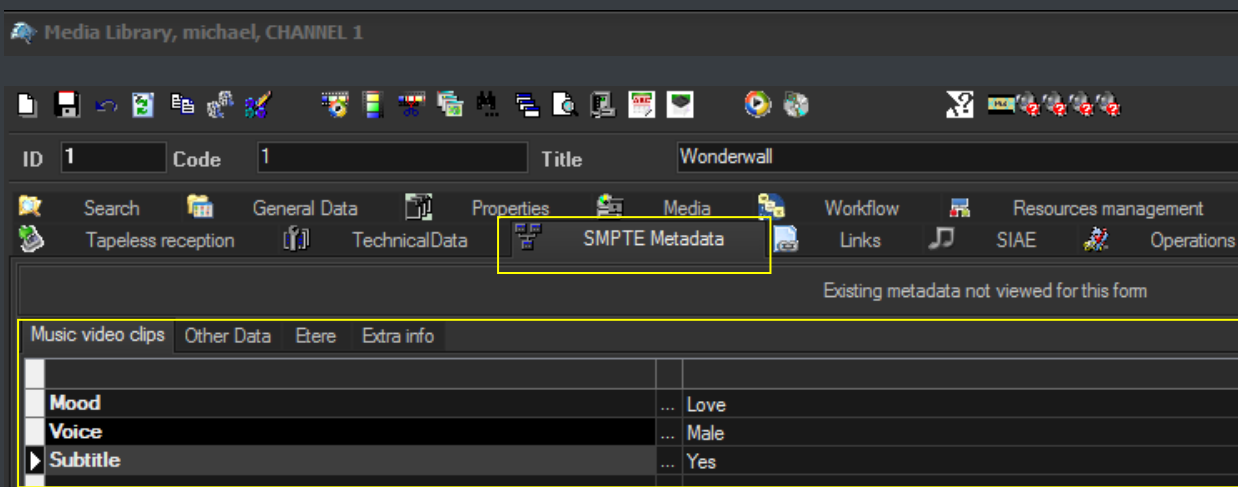 Media Library, michael, CHANNEL 1
ID 1 Code 1 Title Wonderwall
Search General Data Properties Media Workflow Resources management
Tapeless reception TechnicalData SMPTE Metadata Links SIAE Operations
Existing metadata not viewed for this form
Music video clips Other Data Etere Extra info
Mood ... Love
Voice ... Male
Subtitle ... Yes